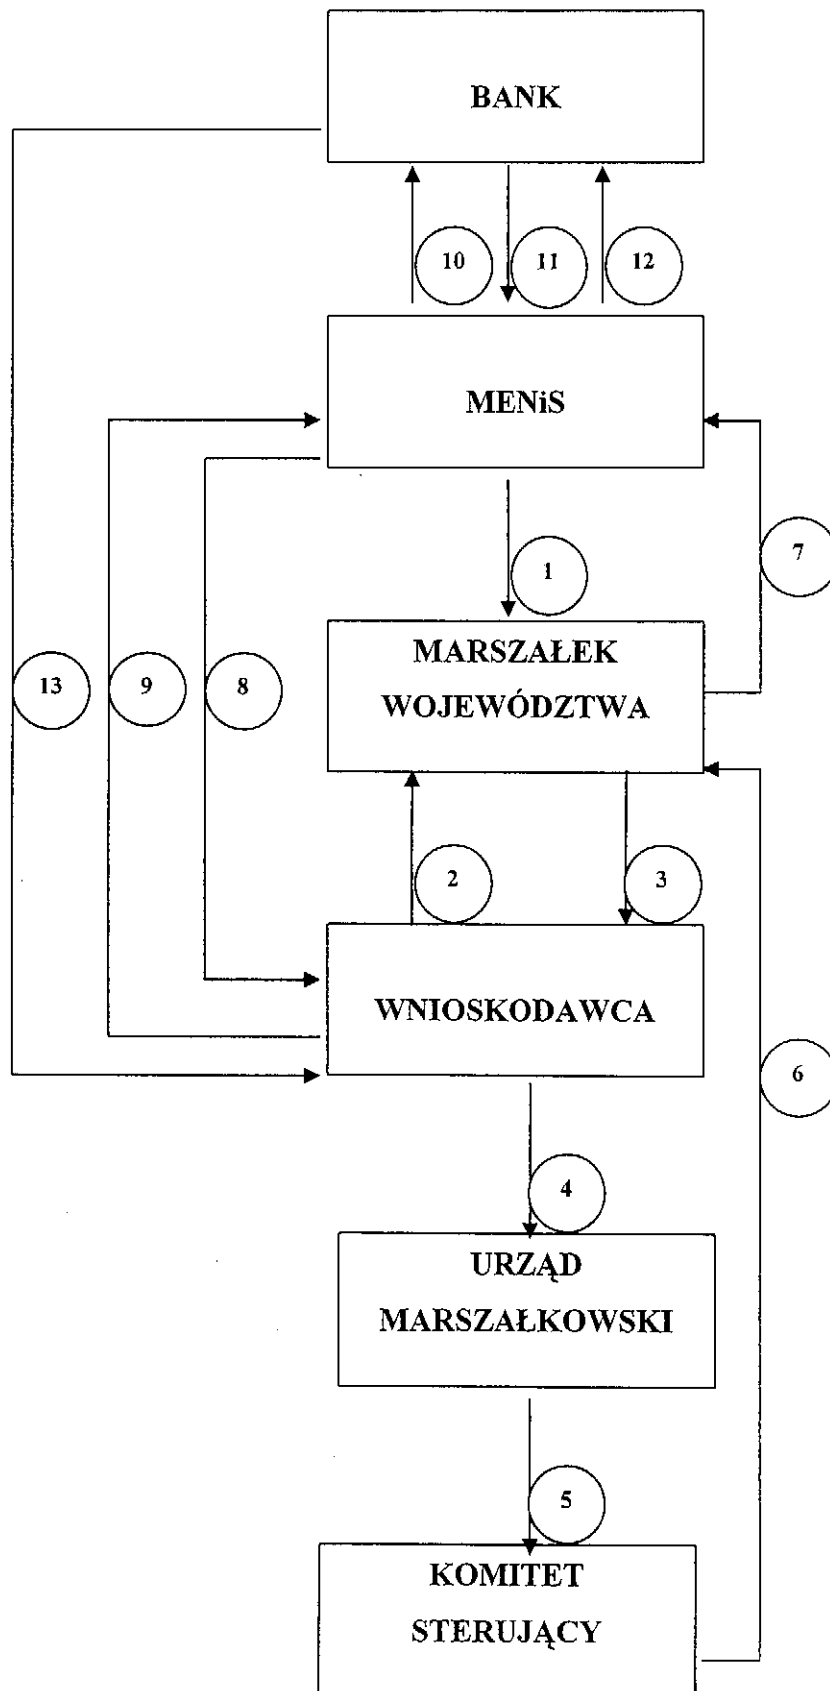 BANK
10
11
12
MENiS
1
7
MARSZAŁEK
WOJEWÓDZTWA
13
9
8
2
3
WNIOSKODAWCA
6
4
URZĄD
MARSZAŁKOWSKI
5
KOMITET
STERUJĄCY